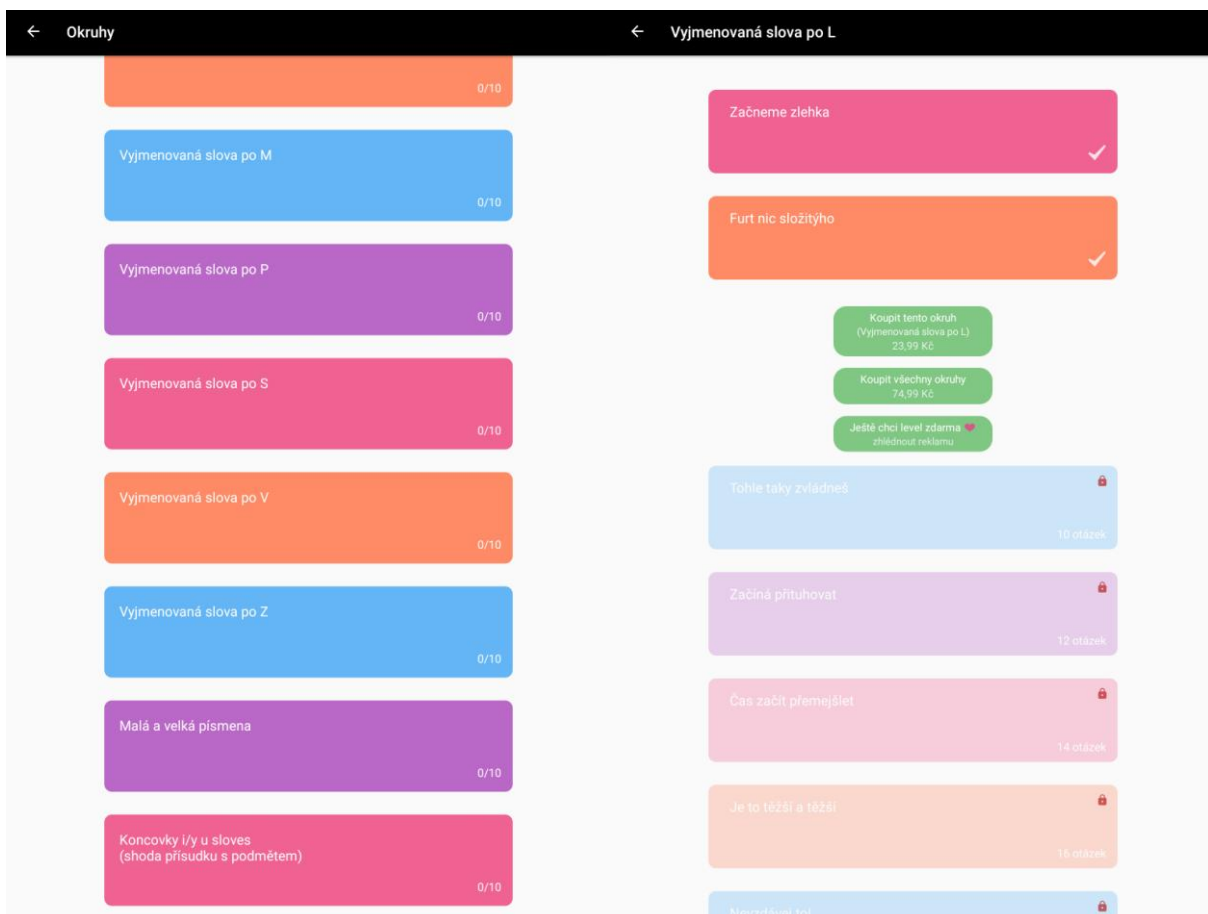 Okruhy
0/10
Vyjmenovaná slova po M
0/10
Vyjmenovaná slova po P
0/10
Vyjmenovaná slova po S
0/10
Vyjmenovaná slova po V
0/10
Vyjmenovaná slova po Z
0/10
Malá a velká písmena
0/10
Koncovky i/y u sloves
(shoda přísudku s podmětem)
0/10
Vyjmenovaná slova po L
Začneme zlehka
Furt nic složitýho
Koupit tento okruh
(Vyjmenovaná slova po L)
23,99 Kč
Koupit všechny okruhy
74,99 Kč
Ještě chci level zdarma
zhlédnout reklamu
Tohle taky zvládneš
10 otázek
Začíná přituhovat
12 otázek
Čas začít přemejšlet
14 otázek
Je to těžší a těžší
16 otázek